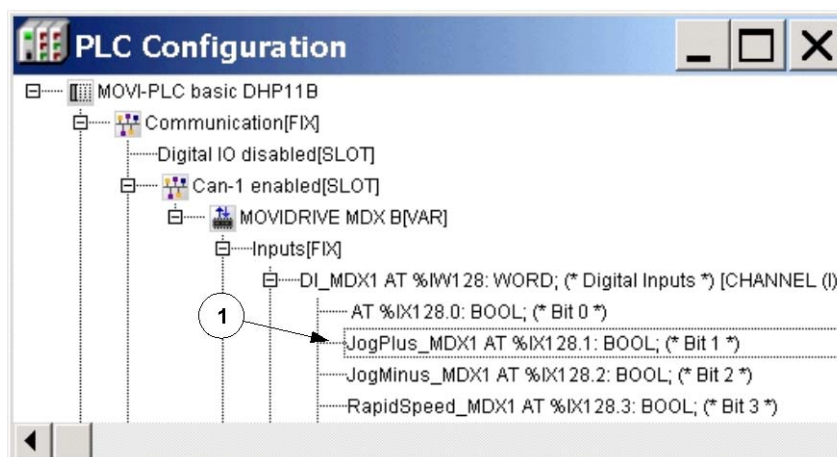 PLC Configuration
MOVI-PLC basic DHP11B
Communication[FIX]
Digital IO disabled[SLOT]
Can-1 enabled[SLOT]
MOVIDRIVE MDX B[VAR]
Inputs[FIX]
DI_MDX1 AT %IW128: WORD; (* Digital Inputs *) [CHANNEL (I)
AT %IX128.0: BOOL; (* Bit 0 *)
1
JogPlus_MDX1 AT %IX128.1: BOOL; (* Bit 1 *)
JogMinus_MDX1 AT %IX128.2: BOOL; (* Bit 2 *)
RapidSpeed_MDX1 AT %IX128.3: BOOL; (* Bit 3 *)